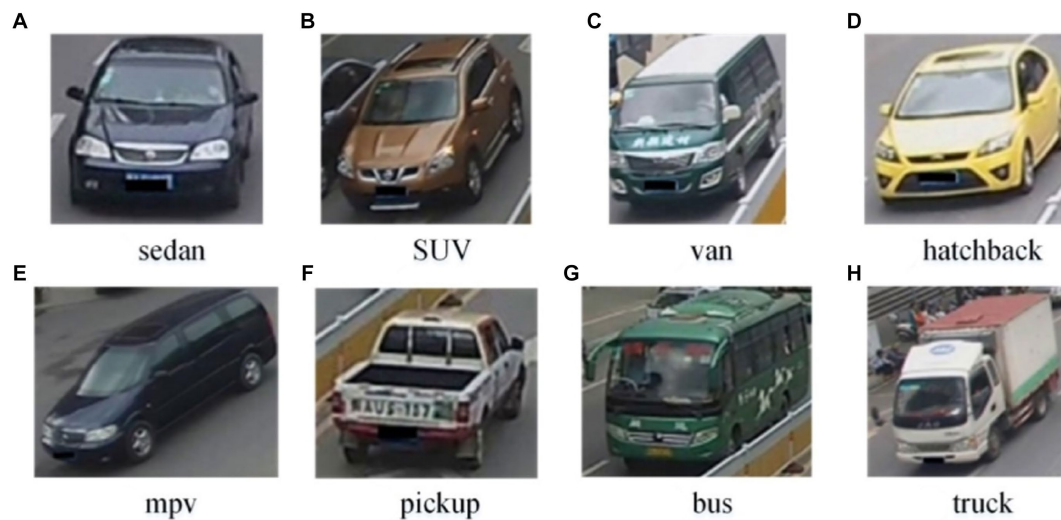 A
B
C
D
sedan
SUV
van
hatchback
E
F
G
H
mpv
pickup
bus
truck